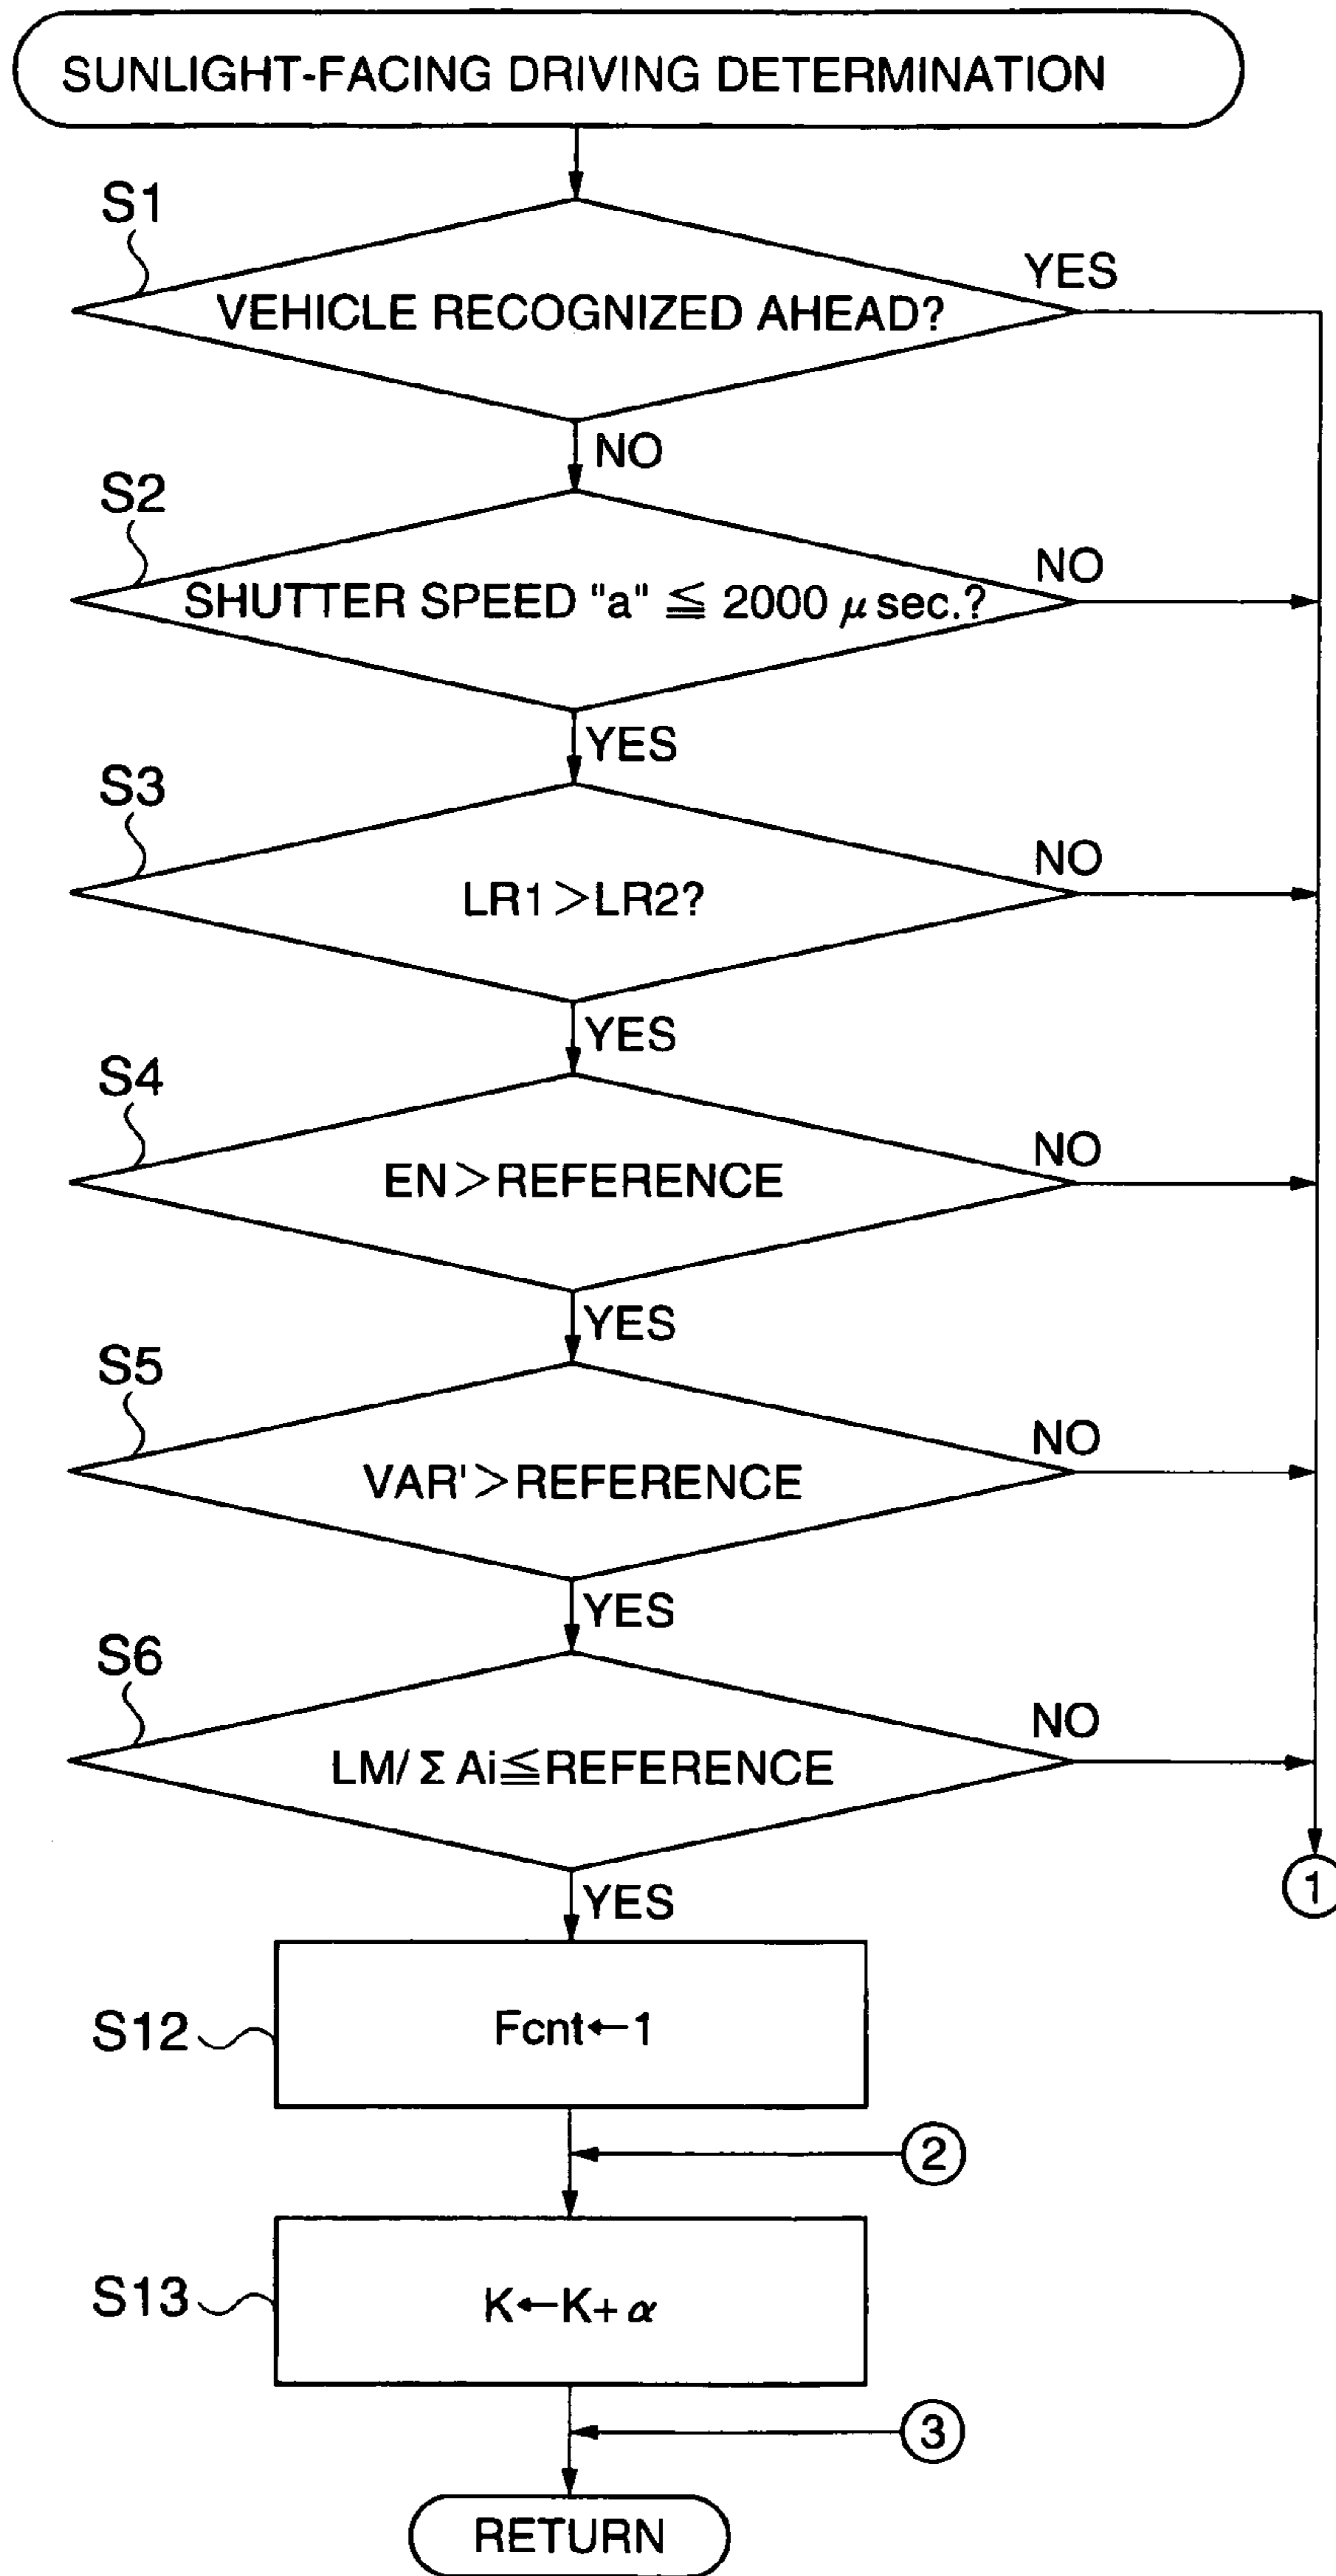 SUNLIGHT-FACING DRIVING DETERMINATION
S1
VEHICLE RECOGNIZED AHEAD?
YES
NO
S2
SHUTTER SPEED "a" ≦ 2000 μ sec.?
NO
YES
S3
LR1>LR2?
NO
YES
S4
EN>REFERENCE
NO
YES
S5
VAR'>REFERENCE
NO
YES
S6
LM/ Σ Ai≦REFERENCE
NO
YES
①
S12
Fcnt←1
②
S13
K←K+α
③
RETURN